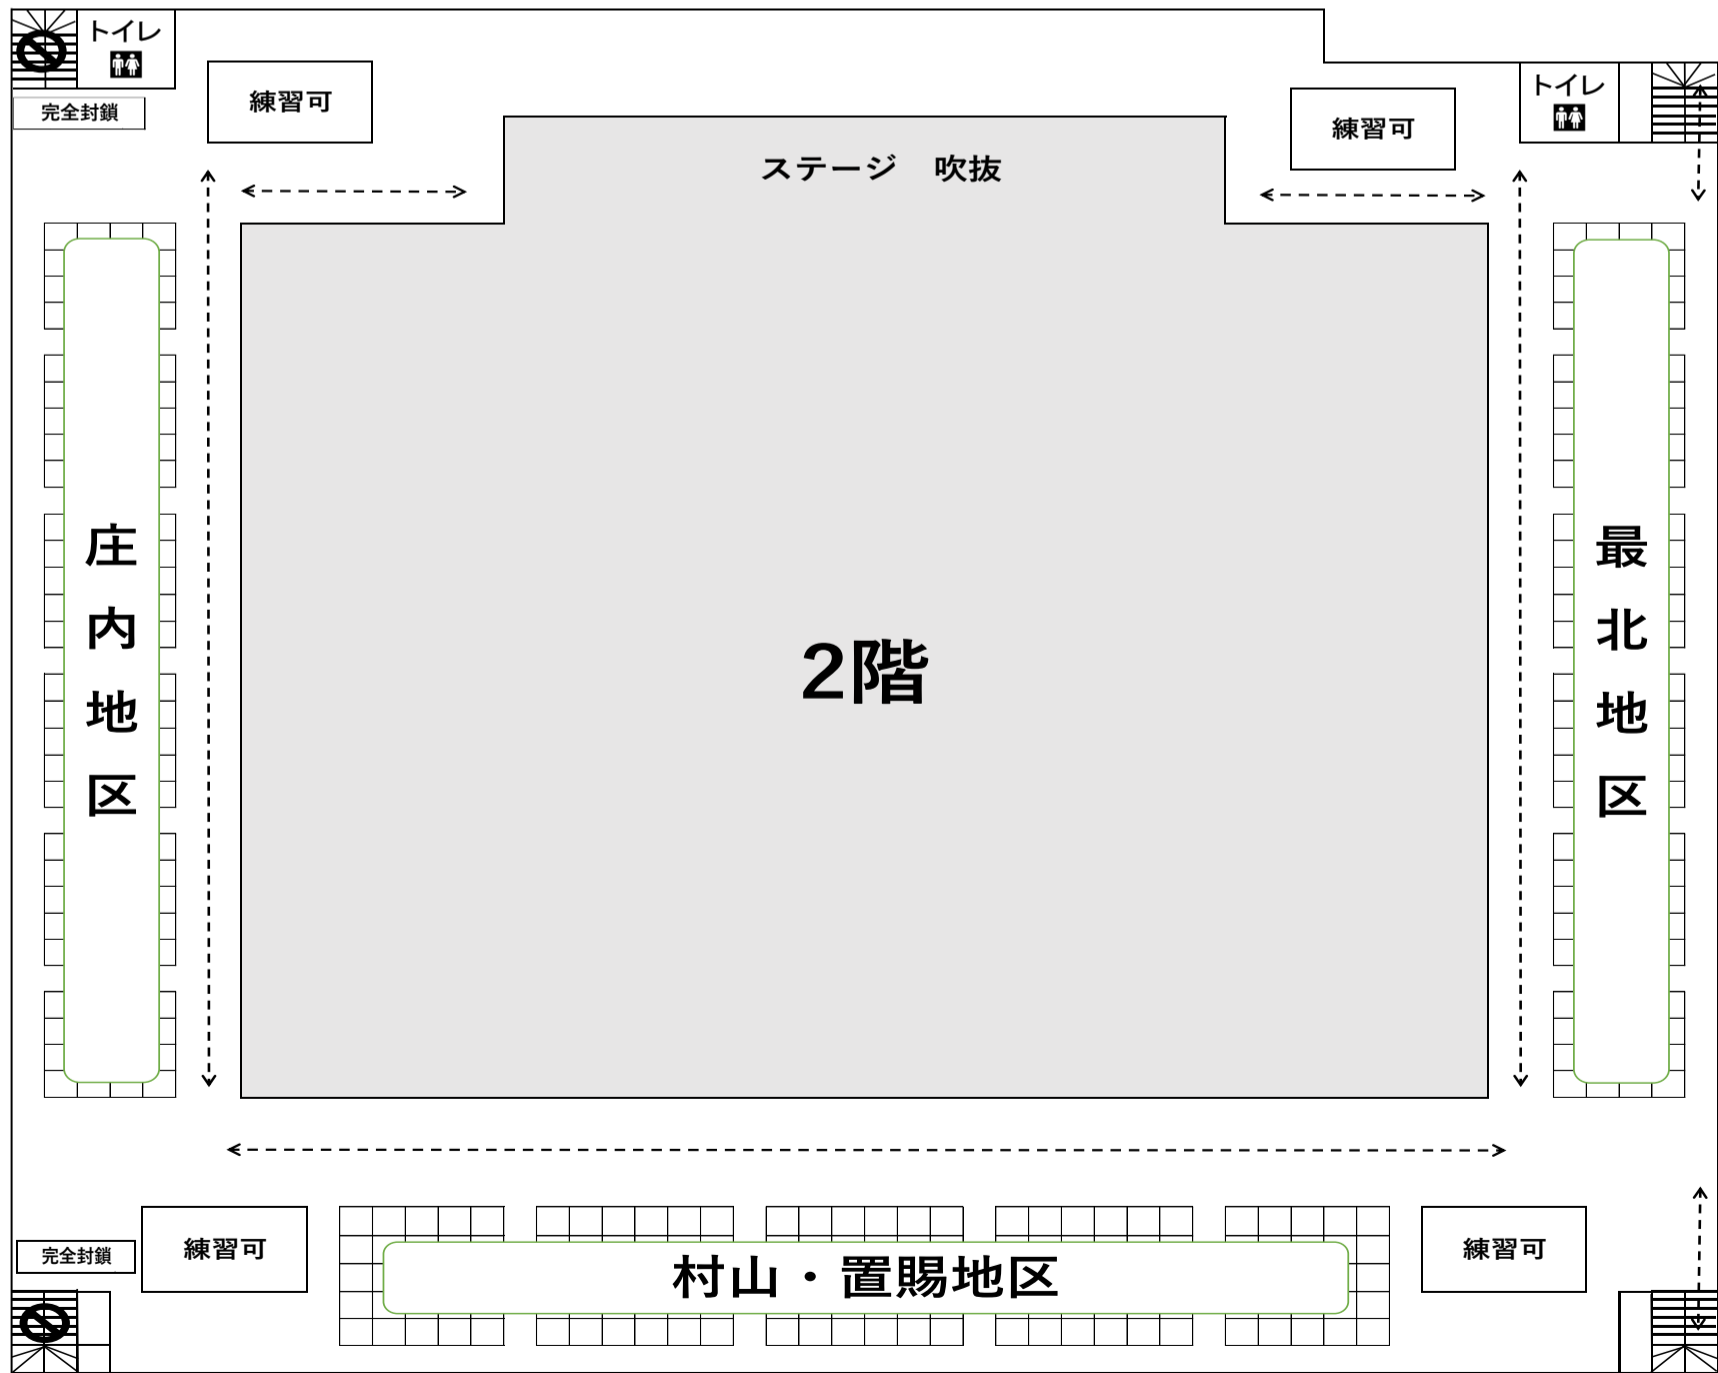 トイレ
完全封鎖
練習可
ステージ　吹抜
練習可
トイレ
庄内地区
2階
最北地区
完全封鎖
練習可
村山・置賜地区
練習可